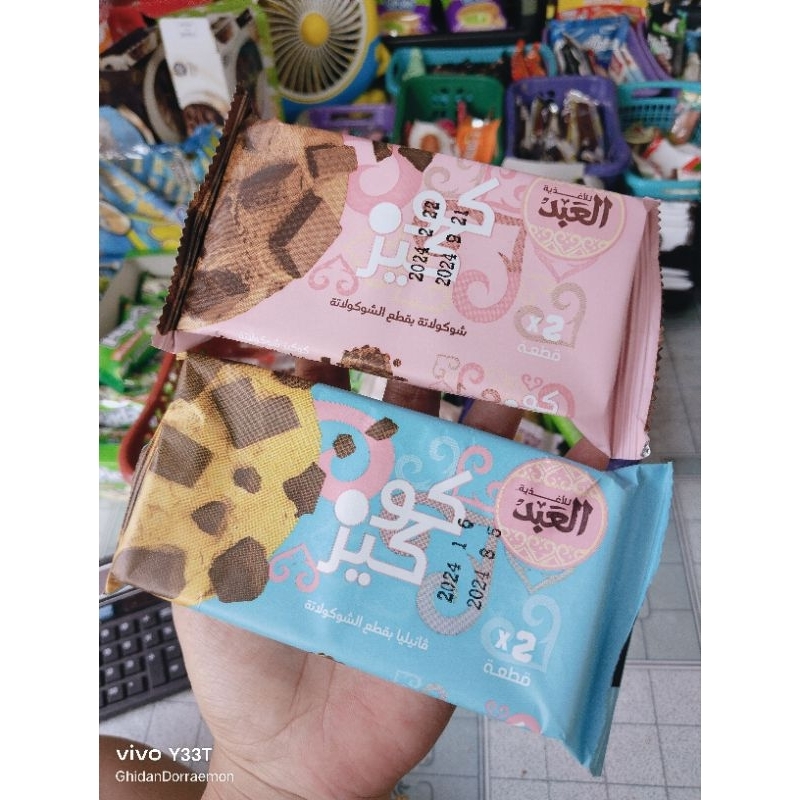 للأغذية
العبد
كوكيز
2024 2 22
2024 9 21
شوكولاتة بقطع الشوكولاتة
x2
قطعة
للأغذية
العبد
كوكيز
2024 1 6
2024 8 5
ڤانيليا بقطع الشوكولاتة
x2
قطعة
vivo Y33T
GhidanDorraemon